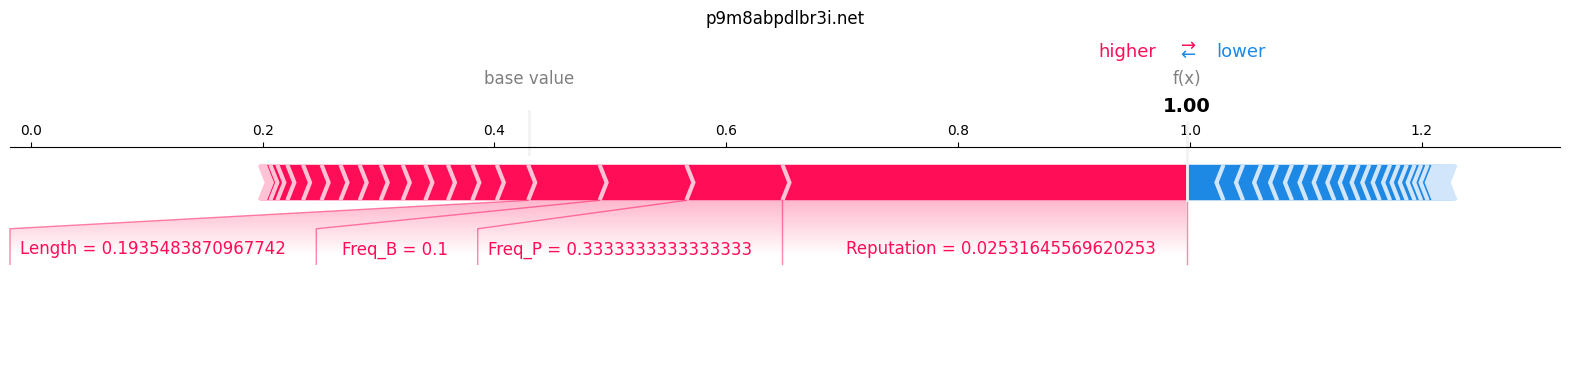 p9m8abpdlbr3i.net
higher → ← lower
base value f(x)
1.00
0.0 0.2 0.4 0.6 0.8 1.0 1.2
Length = 0.1935483870967742 Freq_B = 0.1 Freq_P = 0.3333333333333333 Reputation = 0.02531645569620253